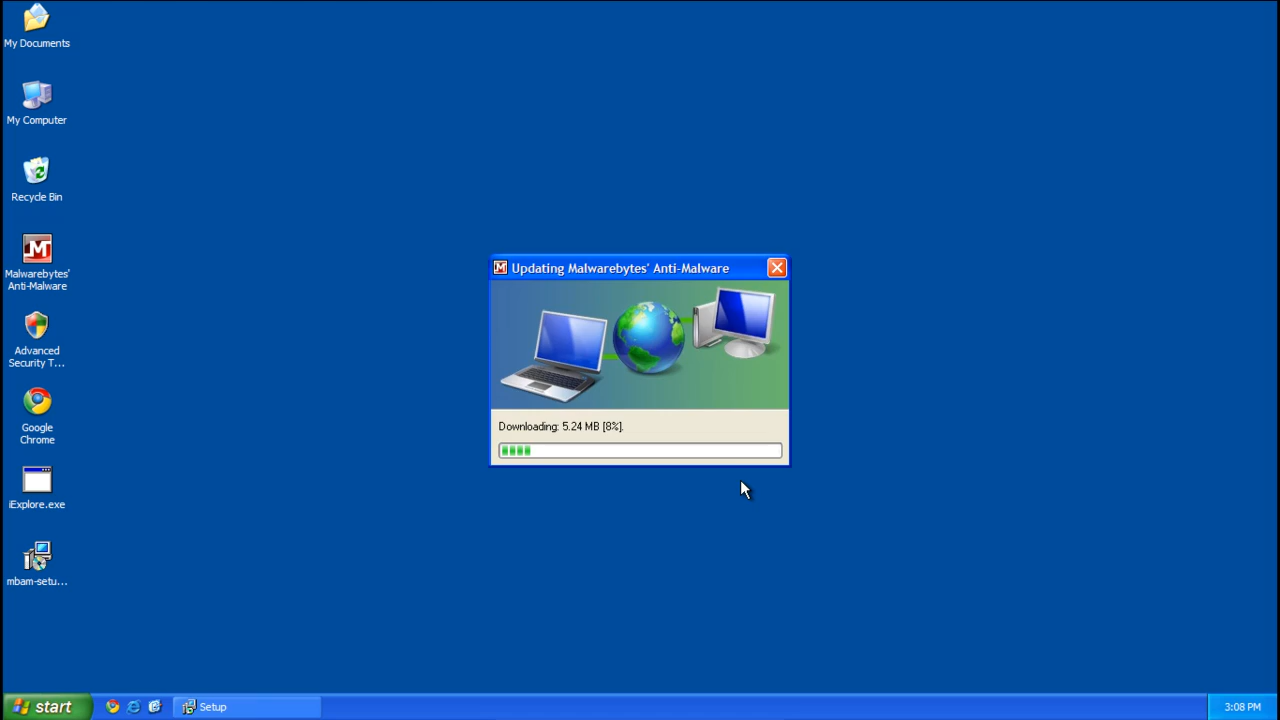 My Documents
My Computer
Recycle Bin
Malwarebytes'
Anti-Malware
Advanced
Security T...
Google
Chrome
iExplore.exe
mbam-setu...
Updating Malwarebytes' Anti-Malware
Downloading: 5.24 MB [8%].
start
Setup
3:08 PM